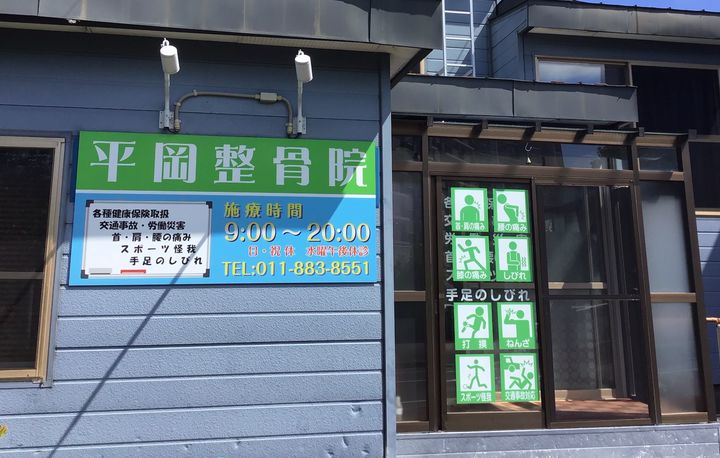 平岡整骨院
各種健康保険取扱
交通事故・労働災害
首・肩・腰の痛み
スポーツ怪我
手足のしびれ
施療時間
9:00～20:00
日・祝休 水曜午後休診
TEL:011-883-8551
首・肩の痛み
腰の痛み
膝の痛み
しびれ
手足のしびれ
打撲
ねんざ
スポーツ怪我
交通事故対応